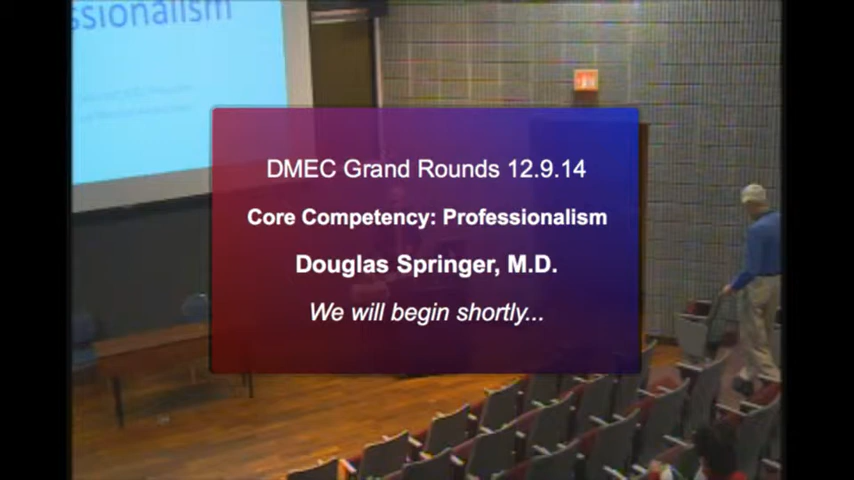 ssionalism
DMEC Grand Rounds 12.9.14
Core Competency: Professionalism
Douglas Springer, M.D.
We will begin shortly...